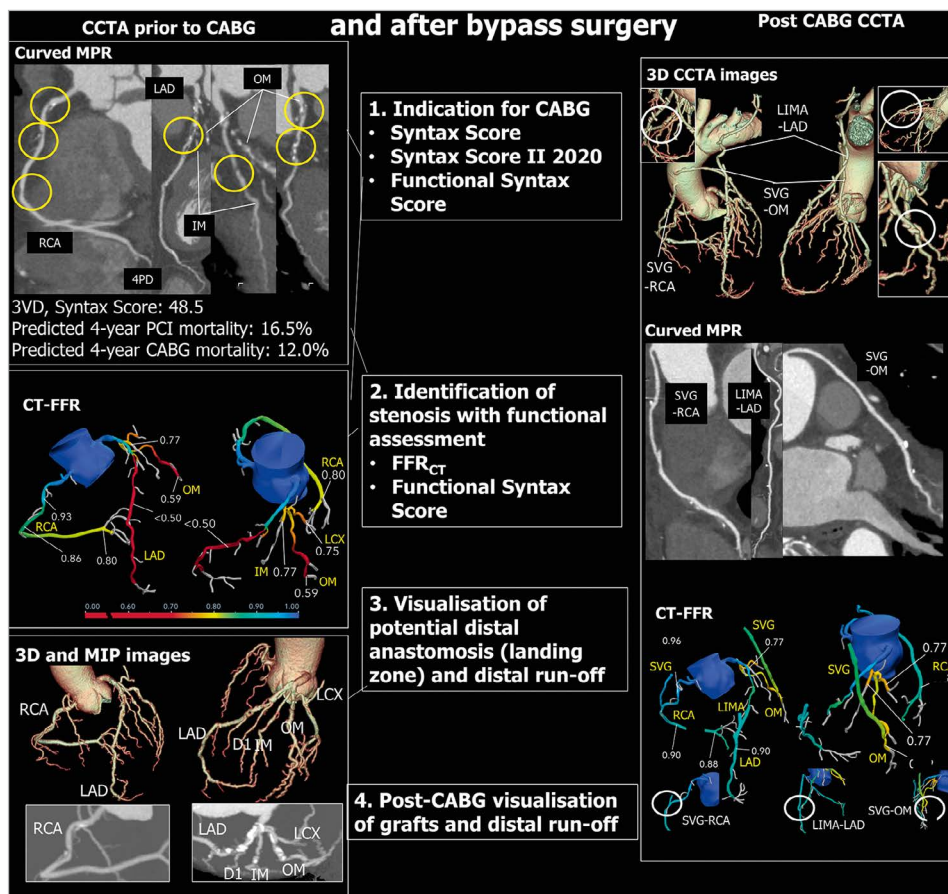 CCTA prior to CABG
and after bypass surgery
Post CABG CCTA
Curved MPR
LAD
OM
RCA
IM
4PD
3VD, Syntax Score: 48.5
Predicted 4-year PCI mortality: 16.5%
Predicted 4-year CABG mortality: 12.0%
CT-FFR
0.77
0.59
OM
<0.50
0.93
RCA
0.86
0.80
LAD
RCA
0.80
<0.50
LCX
0.75
IM
0.77
OM
0.59
0.00
0.60
0.70
0.80
0.90
1.00
3D and MIP images
RCA
LAD
LCX
LAD
D1
IM
OM
RCA
LAD
LCX
D1
IM
OM
1. Indication for CABG
• Syntax Score
• Syntax Score II 2020
• Functional Syntax
Score
2. Identification of
stenosis with functional
assessment
• FFRCT
• Functional Syntax
Score
3. Visualisation of
potential distal
anastomosis (landing
zone) and distal run-off
4. Post-CABG visualisation
of grafts and distal run-off
3D CCTA images
LIMA
-LAD
SVG
-OM
SVG
-RCA
Curved MPR
SVG
-RCA
LIMA
-LAD
SVG
-OM
CT-FFR
SVG
0.96
0.77
SVG
LIMA
OM
RCA
0.90
0.88
0.90
LAD
SVG
0.77
RC
0.77
OM
SVG-RCA
LIMA-LAD
SVG-OM